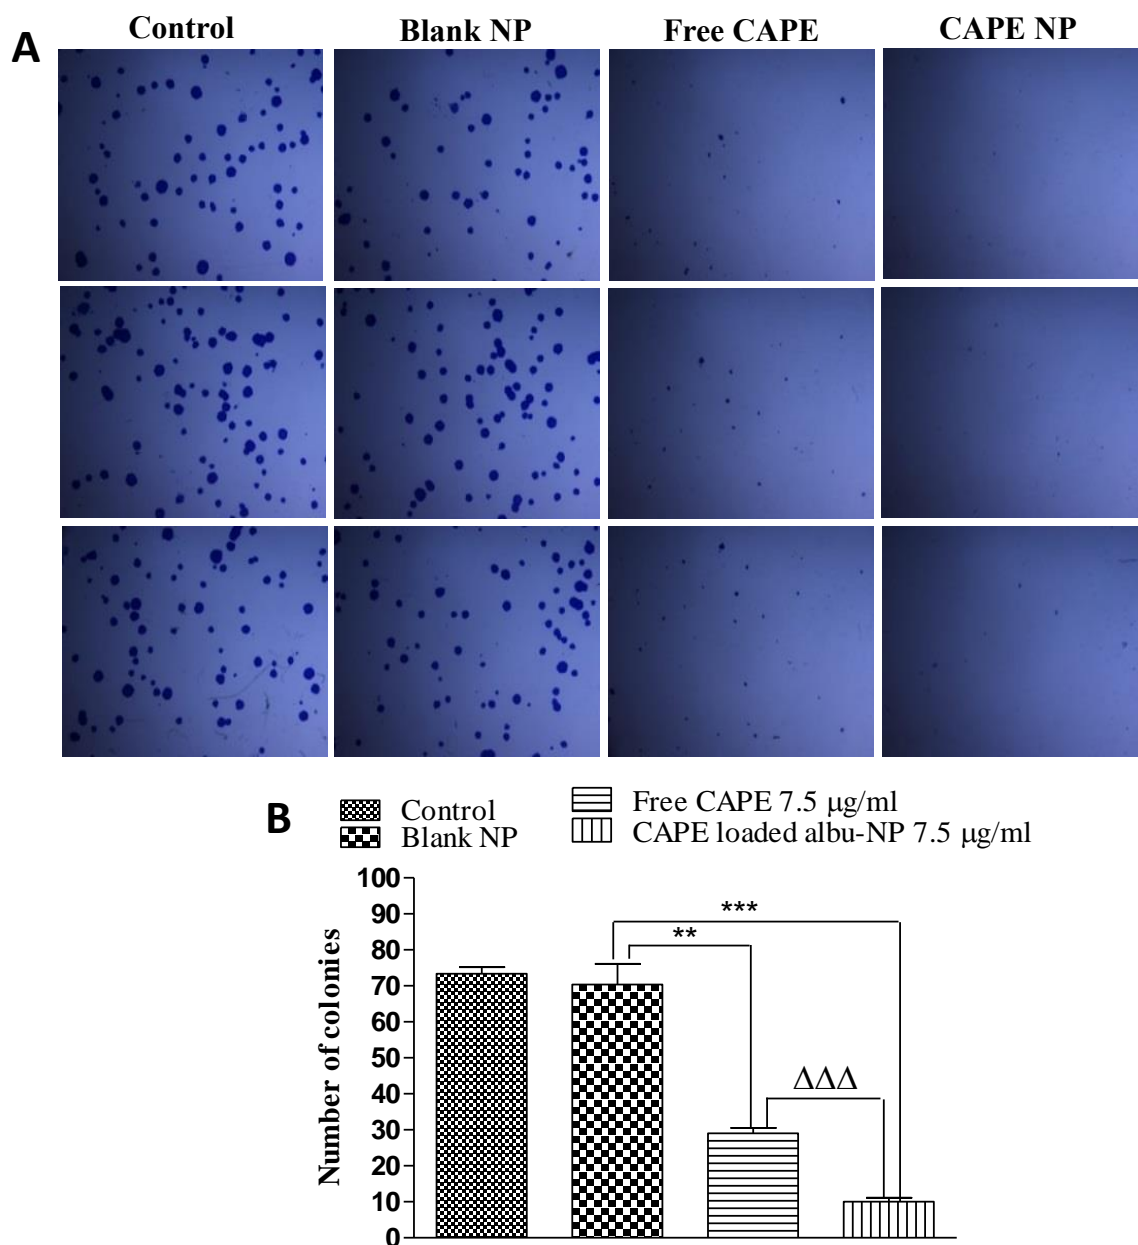 A
Control
Blank NP
Free CAPE
CAPE NP
B
Control
Blank NP
Free CAPE 7.5 μg/ml
CAPE loaded albu-NP 7.5 μg/ml
Number of colonies
100
90
80
70
60
50
40
30
20
10
0
***
**
ΔΔΔ